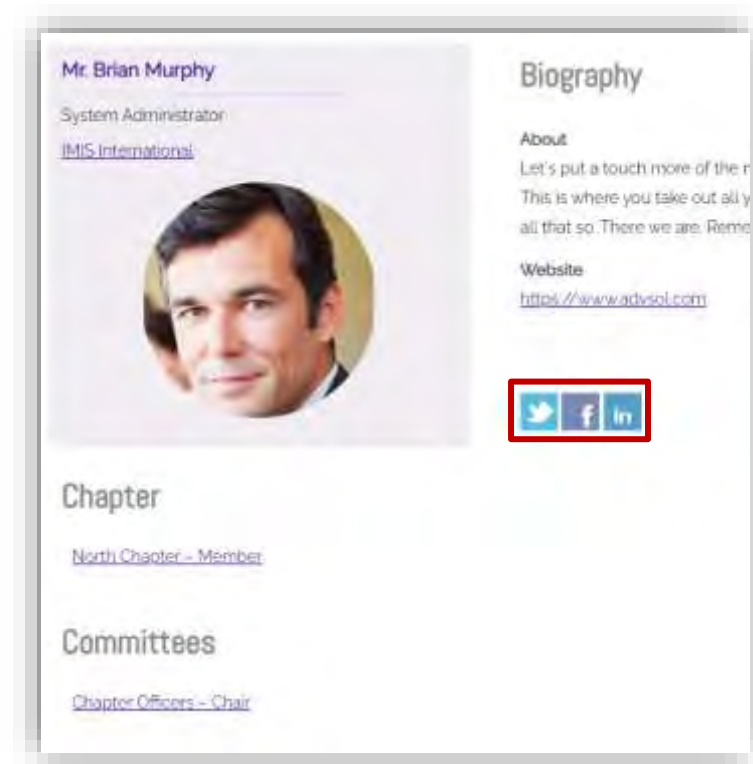 Mr. Brian Murphy
System Administrator
IMIS International
Chapter
North Chapter – Member
Committees
Chapter Officers – Chair
Biography
About
Let's put a touch more of the r
This is where you take out all y
all that so. There we are. Reme
Website
https://www.advsol.com
f
in